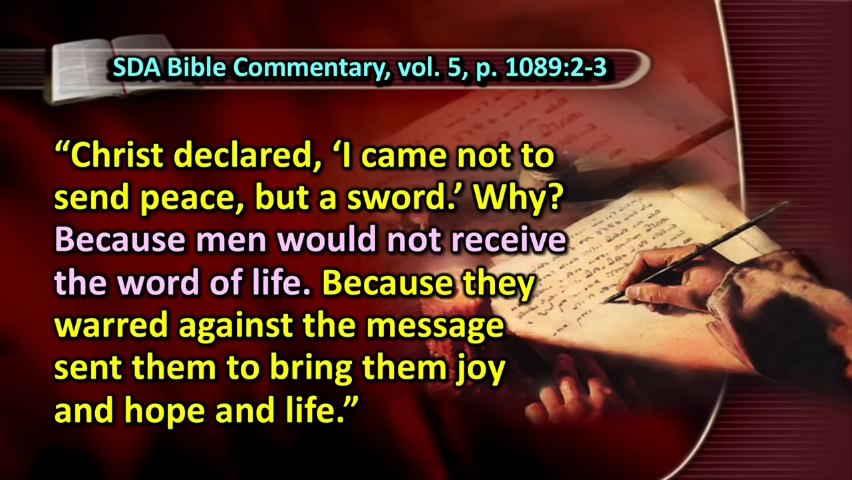 SDA Bible Commentary, vol. 5, p. 1089:2-3
“Christ declared, ‘I came not to
send peace, but a sword.’ Why?
Because men would not receive
the word of life. Because they
warred against the message
sent them to bring them joy
and hope and life.”